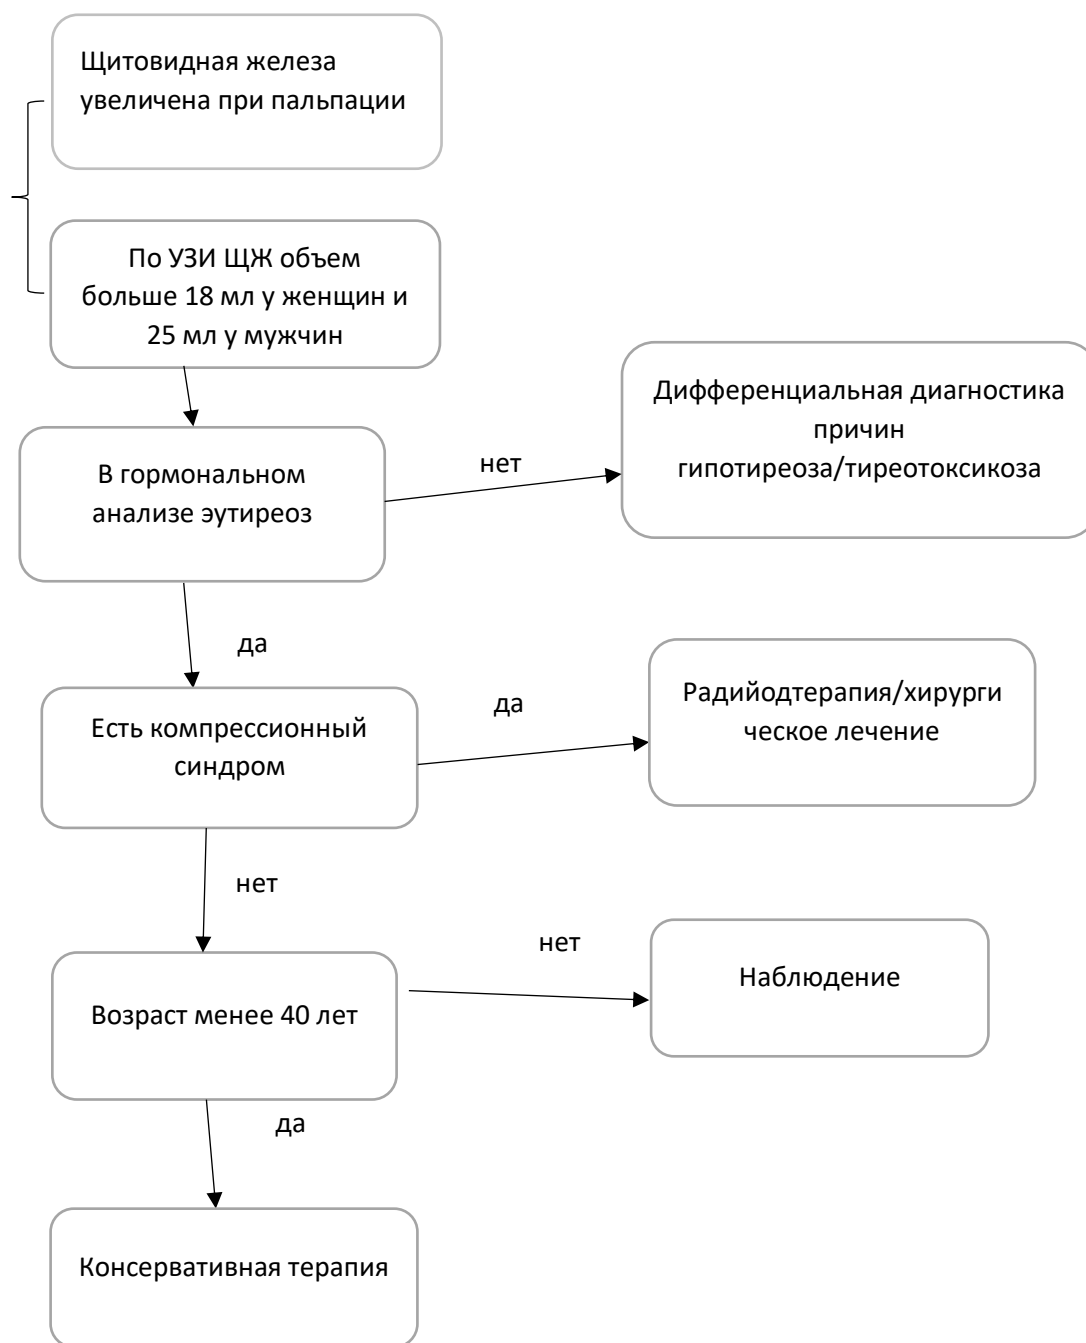 Щитовидная железа
увеличена при пальпации
По УЗИ ЩЖ объем
больше 18 мл у женщин и
25 мл у мужчин
Дифференциальная диагностика
причин
гипотиреоза/тиреотоксикоза
нет
В гормональном
анализе эутиреоз
да
Радийодтерапия/хирурги
ческое лечение
да
Есть компрессионный
синдром
нет
нет
Наблюдение
Возраст менее 40 лет
да
Консервативная терапия